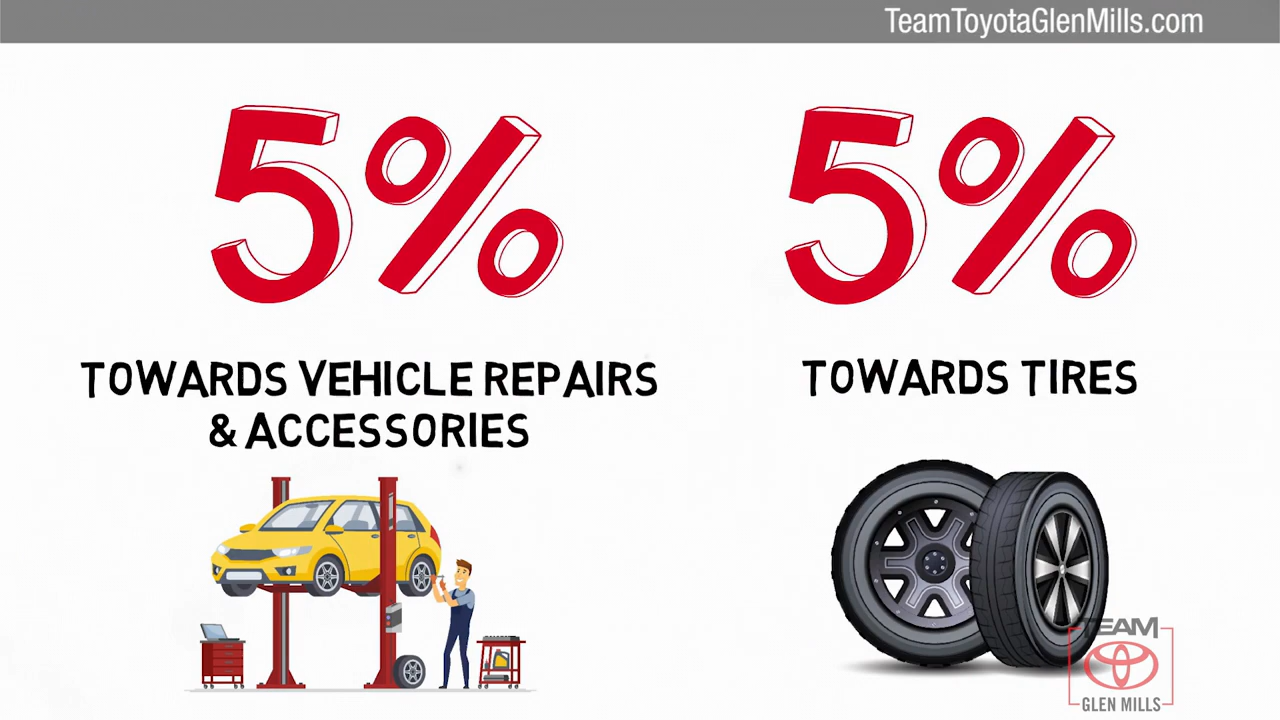 TeamToyotaGlenMills.com
5%
5%
TOWARDS VEHICLE REPAIRS
& ACCESSORIES
TOWARDS TIRES
TEAM
GLEN MILLS